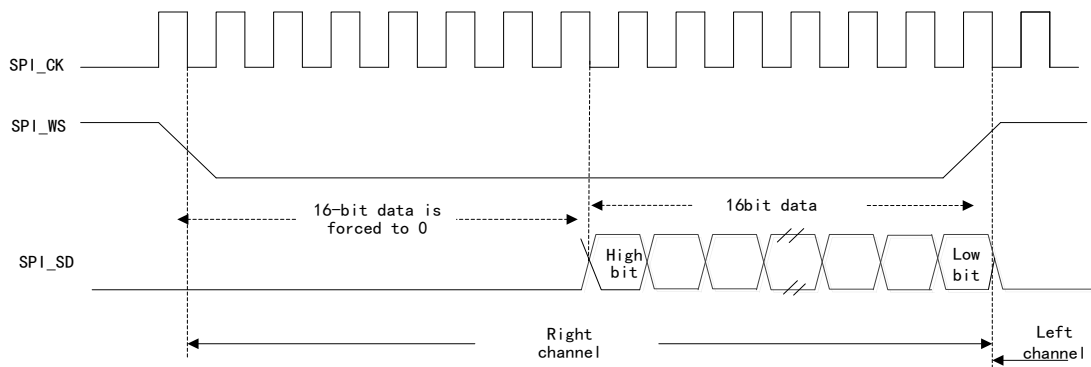 SPI_CK
SPI_WS
16-bit data is
forced to 0
16bit data
SPI_SD
High
bit
Low
bit
Right
channel
Left
channel